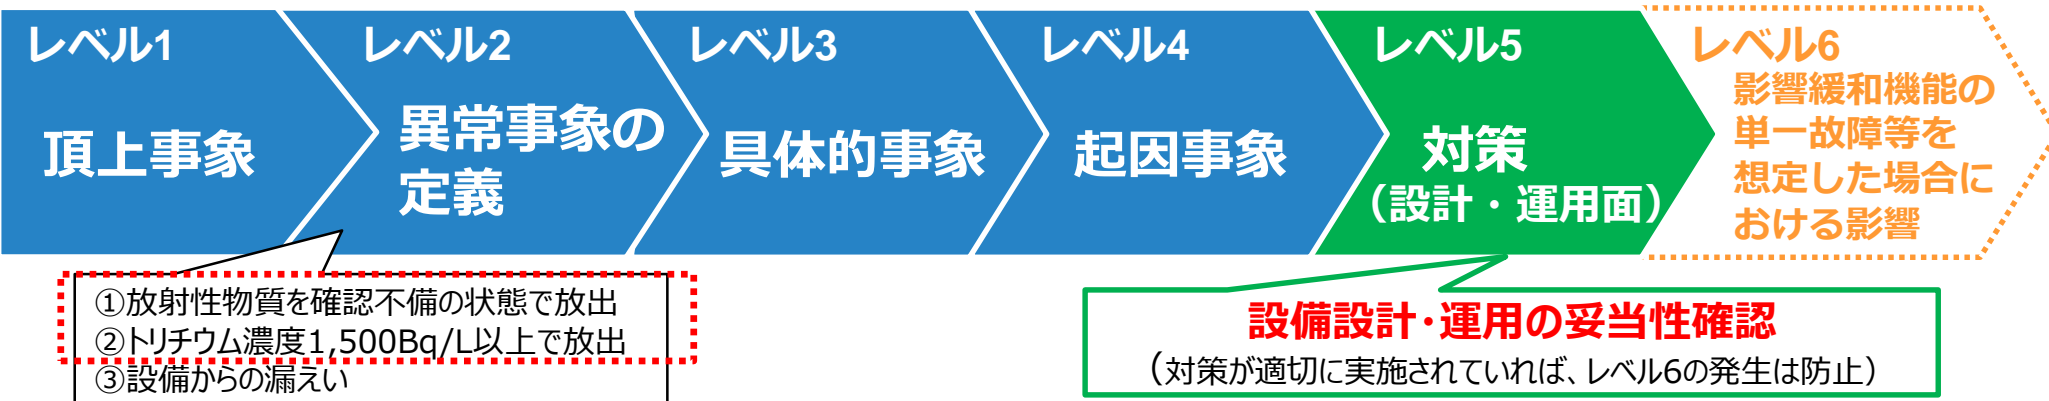 レベル1
頂上事象
レベル2
異常事象の
定義
レベル3
具体的事象
レベル4
起因事象
レベル5
対策
（設計・運用面）
レベル6
影響緩和機能の
単一故障等を
想定した場合に
おける影響
①放射性物質を確認不備の状態で放出
②トリチウム濃度1,500Bq/L以上で放出
③設備からの漏えい
設備設計･運用の妥当性確認
（対策が適切に実施されていれば、レベル6の発生は防止）